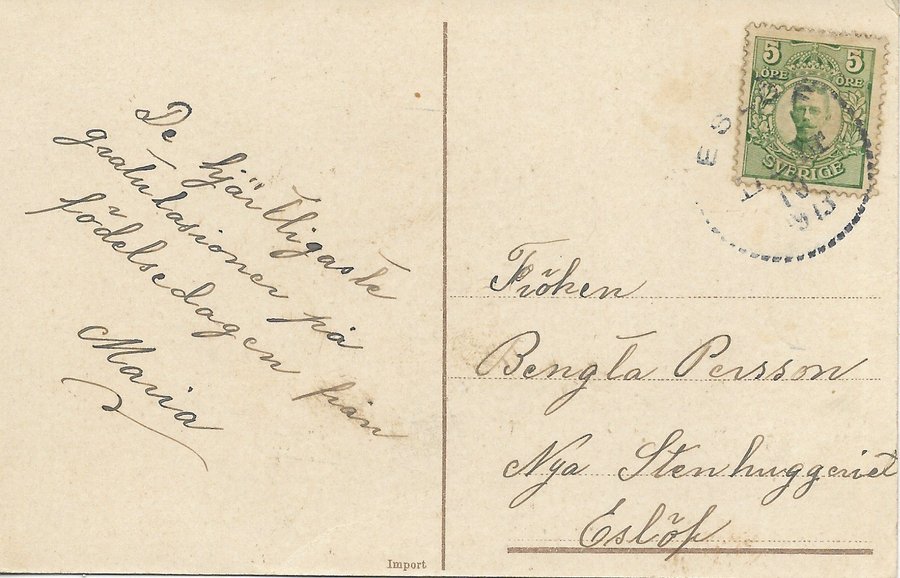 De hjärtligaste
gratulasioner på
födelsedagen från
Maria
Import
5 5
ÖRE ÖRE
SVERIGE
Fröken
Bengta Persson
Nya Stenhuggeriet
Eslöf